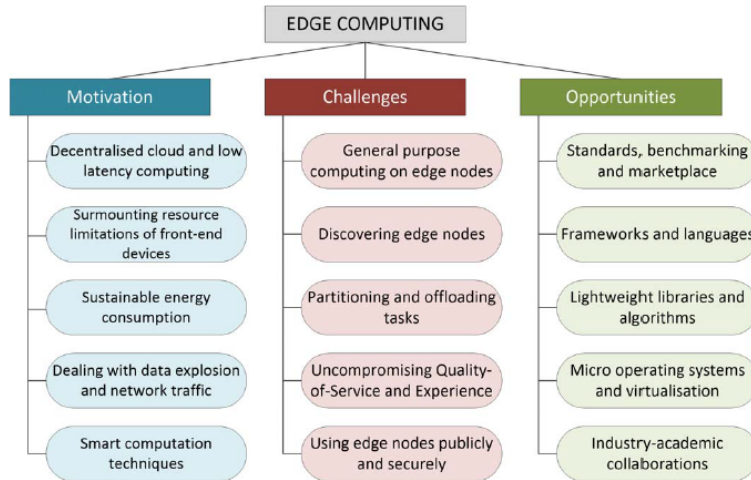 EDGE COMPUTING
Motivation
Decentralised cloud and low
latency computing
Surmounting resource
limitations of front-end
devices
Sustainable energy
consumption
Dealing with data explosion
and network traffic
Smart computation
techniques
Challenges
General purpose
computing on edge nodes
Discovering edge nodes
Partitioning and offloading
tasks
Uncompromising Quality-
of-Service and Experience
Using edge nodes publicly
and securely
Opportunities
Standards, benchmarking
and marketplace
Frameworks and languages
Lightweight libraries and
algorithms
Micro operating systems
and virtualisation
Industry-academic
collaborations